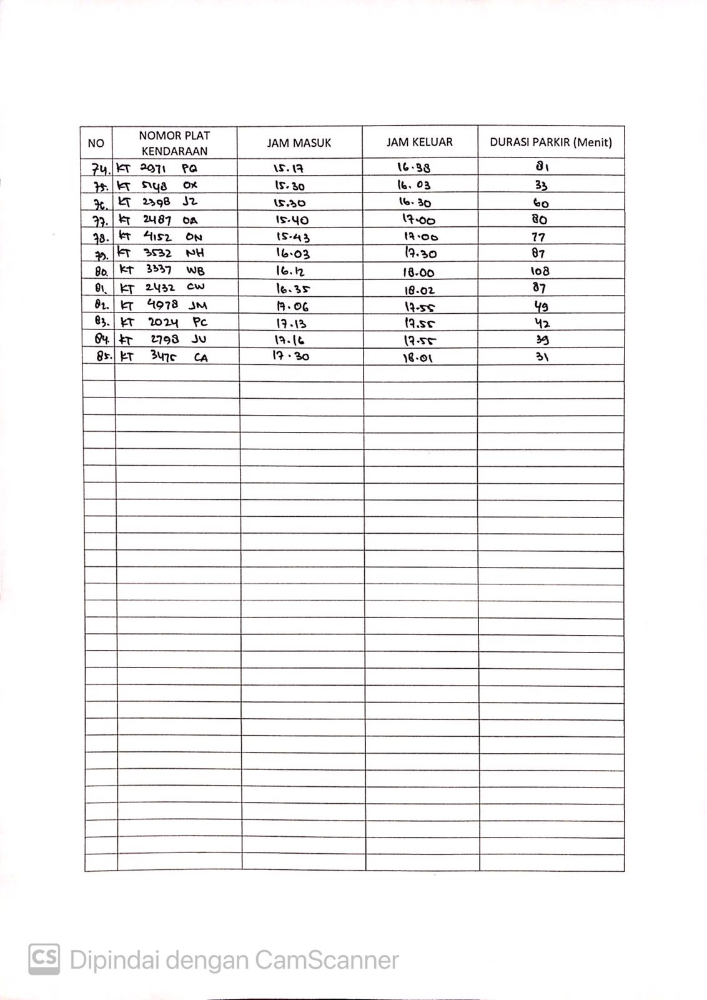 NO NOMOR PLAT KENDARAAN JAM MASUK JAM KELUAR DURASI PARKIR (Menit)
74. KT 2971 PQ 15.17 16.38 81
75. KT 5148 OX 15.30 16.03 33
76. KT 2398 JZ 15.30 16.30 60
77. KT 2487 OA 15.40 17.00 80
78. KT 4152 ON 15.43 17.00 77
79. KT 3532 NH 16.03 17.30 87
80. KT 3337 WB 16.12 18.00 108
81. KT 2432 CW 16.35 18.02 87
82. KT 4978 JM 17.06 17.55 49
83. KT 2024 PC 17.13 17.55 42
84. KT 2798 JU 17.16 17.55 39
85. KT 3475 CA 17.30 18.01 31
CS Dipindai dengan CamScanner